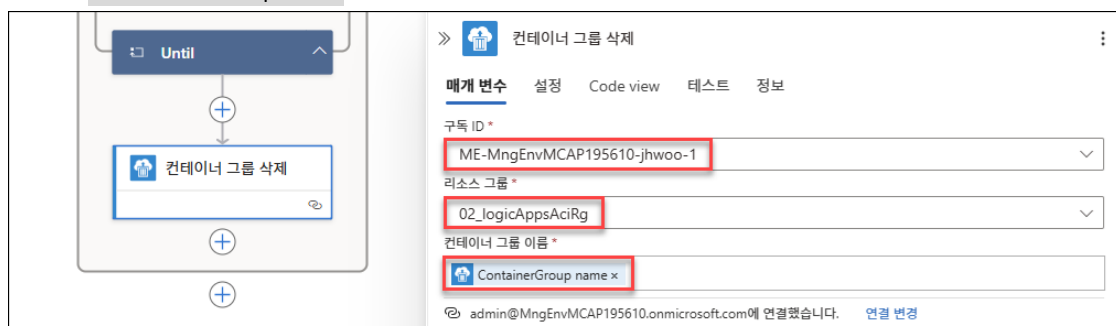 Until
컨테이너 그룹 삭제
컨테이너 그룹 삭제
매개 변수 설정 Code view 테스트 정보
구독 ID *
ME-MngEnvMCAP195610-jhwoo-1
리소스 그룹 *
02_logicAppsAciRg
컨테이너 그룹 이름 *
ContainerGroup name ×
admin@MngEnvMCAP195610.onmicrosoft.com에 연결했습니다. 연결 변경